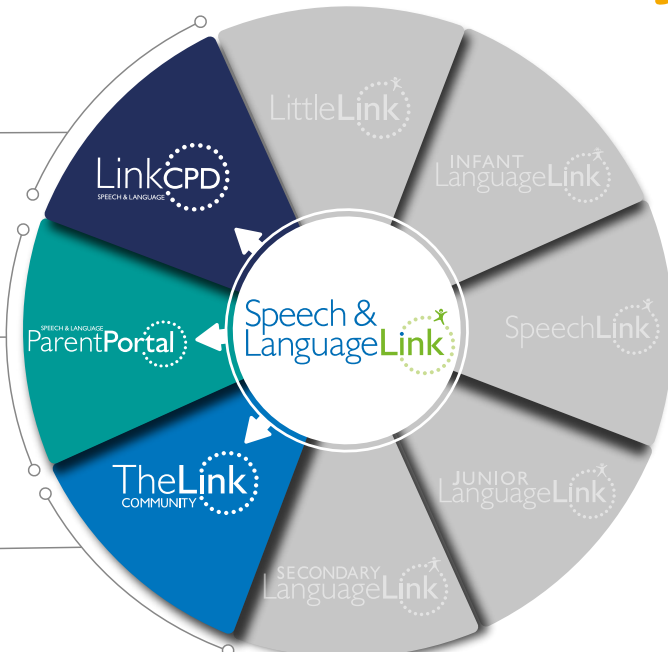 LittleLink
INFANT
LanguageLink
LinkCPD
SPEECH & LANGUAGE
Speech &
LanguageLink
SpeechLink
SPEECH & LANGUAGE
ParentPortal
TheLink
COMMUNITY
JUNIOR
LanguageLink
SECONDARY
LanguageLink